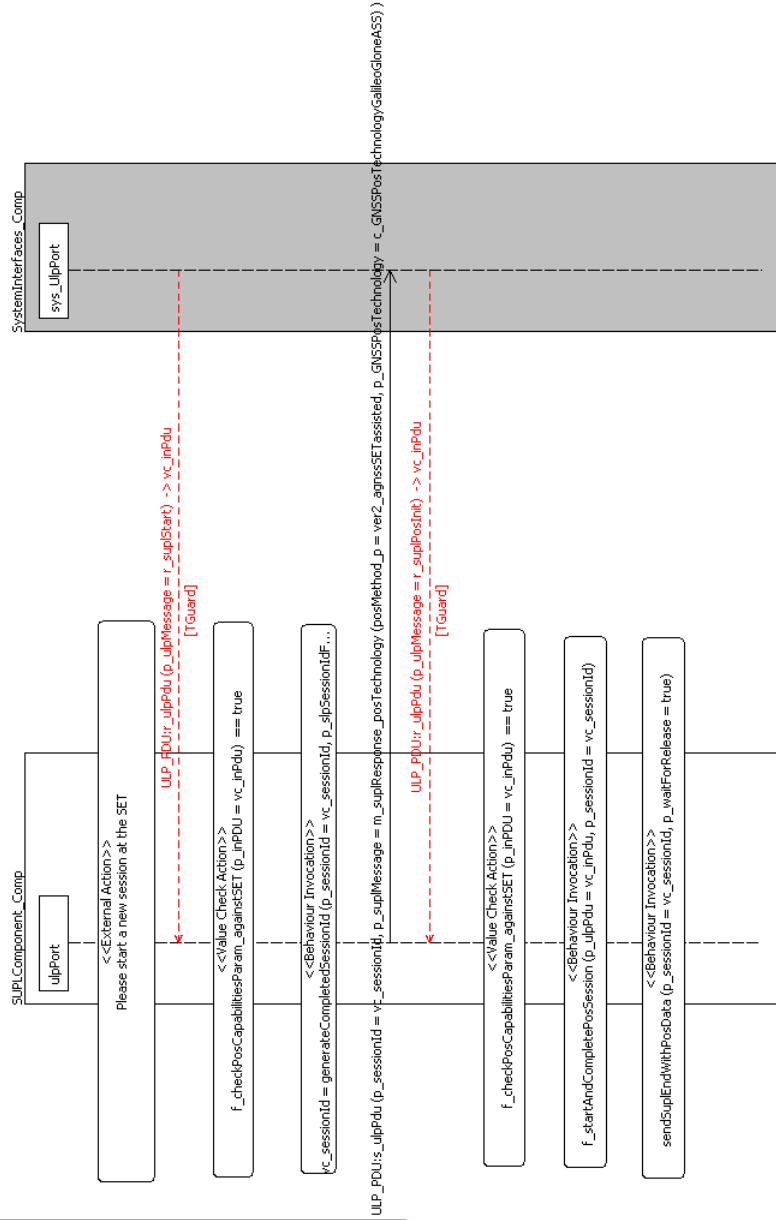 SUPLComponent_Comp
SystemInterfaces_Comp
ulpPort
sys_UlpPort
<<External Action>>
Please start a new session at the SET
ULP_PDU:r_ulpPdu (p_ulpMessage = r_suplStart) -> vc_inPdu
[TGuard]
<<Value Check Action>>
f_checkPosCapabilitiesParam_againstSET (p_inPDU = vc_inPdu) == true
<<Behaviour Invocation>>
vc_sessionId = generateCompletedSessionId (p_sessionId = vc_sessionId, p_slpSessionIdF...
ULP_PDU:s_ulpPdu (p_sessionId = vc_sessionId, p_suplMessage = m_suplResponse_posTechnology (posMethod_p = ver2_agnssSETassisted, p_GNSSPosTechnology = c_GNSSPosTechnologyGalileoGloneASS) )
ULP_PDU:r_ulpPdu (p_ulpMessage = r_suplPosInit) -> vc_inPdu
[TGuard]
<<Value Check Action>>
f_checkPosCapabilitiesParam_againstSET (p_inPDU = vc_inPdu) == true
<<Behaviour Invocation>>
f_startAndCompletePosSession (p_ulpPdu = vc_inPdu, p_sessionId = vc_sessionId)
<<Behaviour Invocation>>
sendSuplEndWithPosData (p_sessionId = vc_sessionId, p_waitForRelease = true)